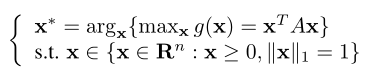 x* = arg_x{max_x g(x) = x^T Ax}
s.t. x ∈ {x ∈ R^n : x ≥ 0, ‖x‖_1 = 1}